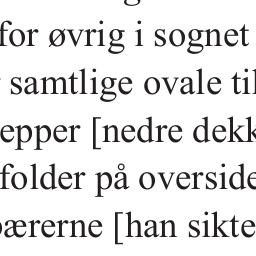 for øvrig i sognet
samtlige ovale til
epper [nedre dekk
folder på overside
bærerne [han sikte